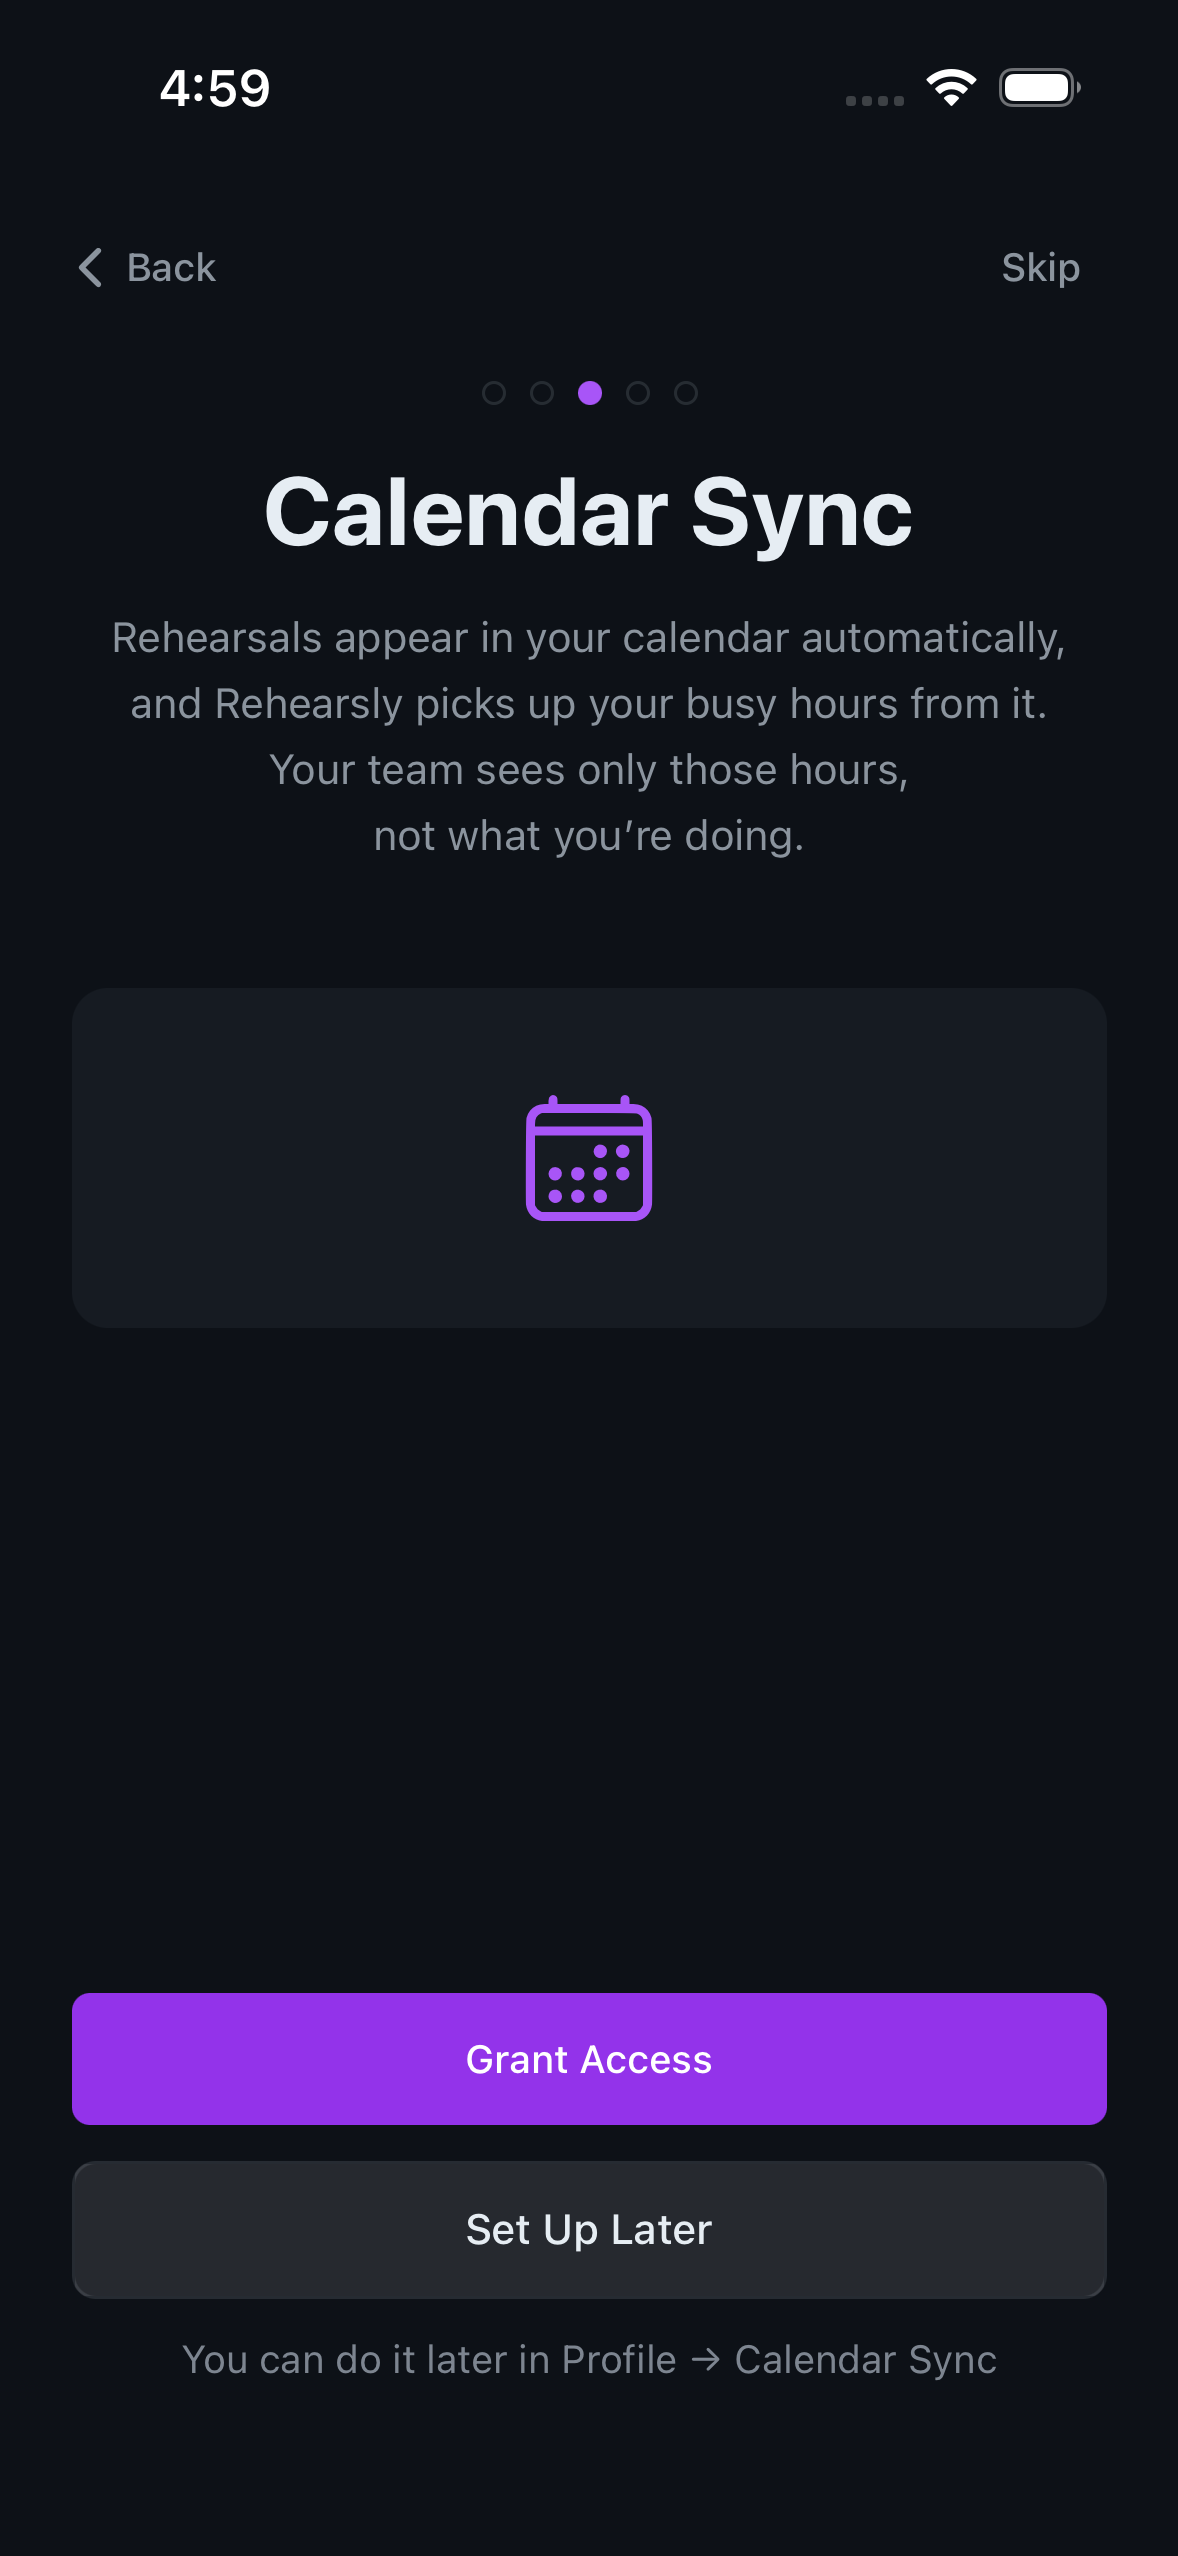 4:59
Back
Skip
Calendar Sync
Rehearsals appear in your calendar automatically,
and Rehearsly picks up your busy hours from it.
Your team sees only those hours,
not what you’re doing.
Grant Access
Set Up Later
You can do it later in Profile → Calendar Sync